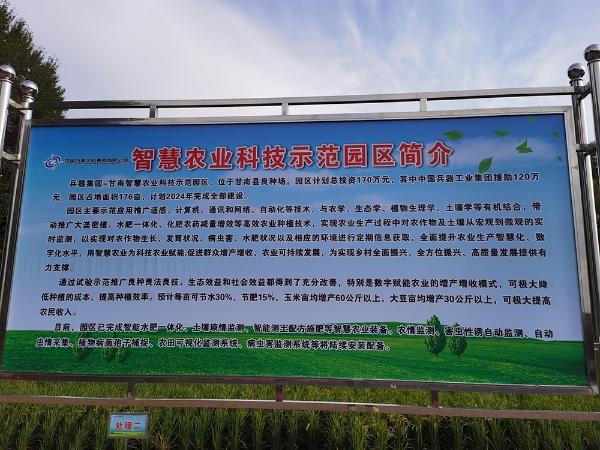 智慧农业科技示范园区简介
兵器集团-甘南智慧农业科技示范园区，位于甘南县良种场。园区计划总投资170万元，其中中国兵器工业集团援助120万
元。园区占地面积176亩，计划2024年完成全部建设。
园区主要示范应用推广遥感、计算机、通讯和网络、自动化等技术，与农学、生态学、植物生理学、土壤学等有机结合，带
动推广大垄密植、水肥一体化、化肥农药减量增效等高效农业种植技术，实现农业生产过程中对农作物及土壤从宏观到微观的实
时监测，以实现对农作物生长、发育状况、病虫害、水肥状况以及相应的环境进行定期信息获取，全面提升农业生产智慧化、数
字化水平，用智慧农业为科技农业赋能,促进群众增产增收、农业可持续发展，为实现乡村全面振兴、全方位振兴、高质量发展提供有
力支撑。
通过试验示范推广良种良法良技，生态效益和社会效益都得到了充分改善，特别是数字赋能农业的增产增收模式，可极大降
低种植的成本、提高种植效率。预计每亩可节水30%、节肥15%，玉米亩均增产60公斤以上、大豆亩均增产30公斤以上，可极大提高
农民收入。
目前，园区已完成智能水肥一体化、土壤墒情监测、智能测土配方施肥等智慧农业装备、农情监测、害虫性诱自动监测、自动
虫情采集、植物病菌孢子捕捉、农田可视化监测系统、病虫害监测系统等将陆续安装配备。
处理二